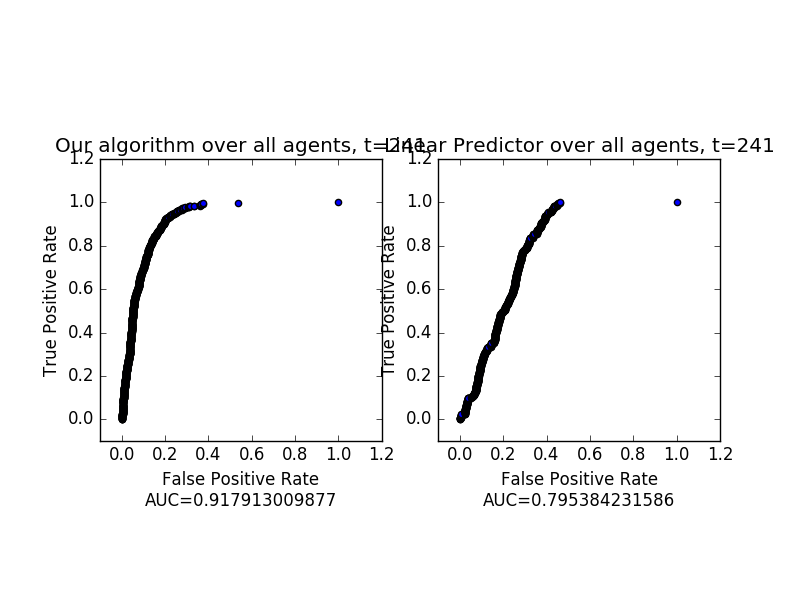 Our algorithm over all agents, t=241
Linear Predictor over all agents, t=241
True Positive Rate
1.2
1.0
0.8
0.6
0.4
0.2
0.0
0.0 0.2 0.4 0.6 0.8 1.0 1.2
False Positive Rate
AUC=0.917913009877
True Positive Rate
1.2
1.0
0.8
0.6
0.4
0.2
0.0
0.0 0.2 0.4 0.6 0.8 1.0 1.2
False Positive Rate
AUC=0.795384231586